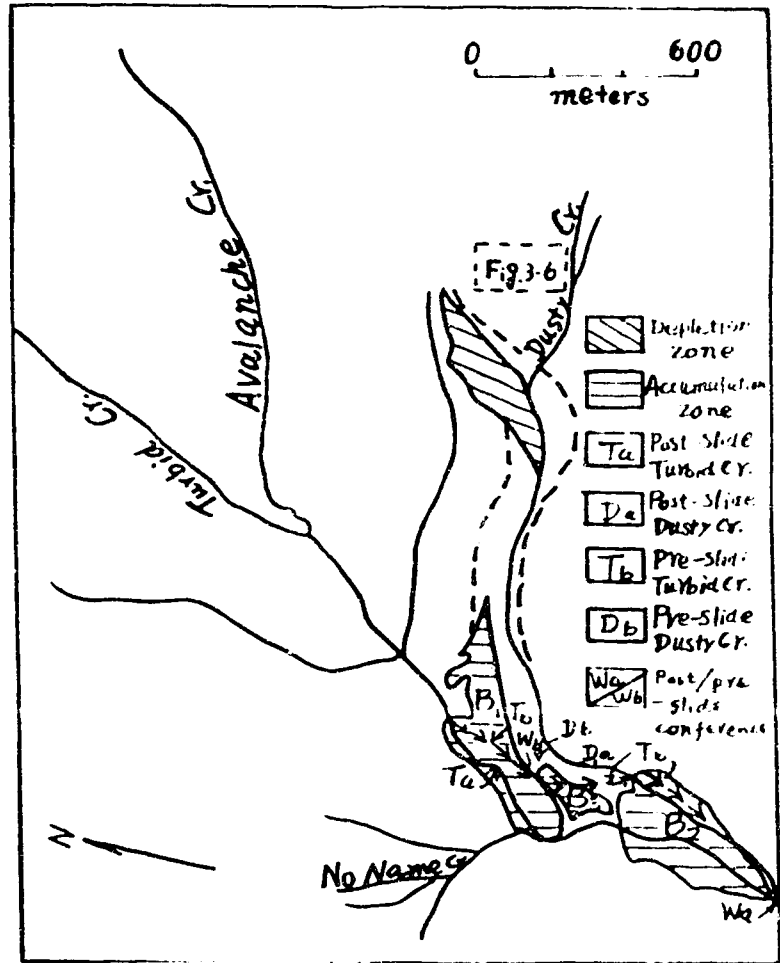 0 600
meters
Avalanche Cr.
Turbid Cr.
Fig.3-6
Dusty Cr.
Depletion
zone
Accumulation
zone
Ta Post-slide
Turbid Cr.
Da Post-slide
Dusty Cr.
Tb Pre-slide
Turbid Cr.
Db Pre-slide
Dusty Cr.
Wa Wb Post/pre
-slide
conference
B1
Tb
Wb
Db
Da
Tb
Ta
B2
N
No Name Cr
Wa